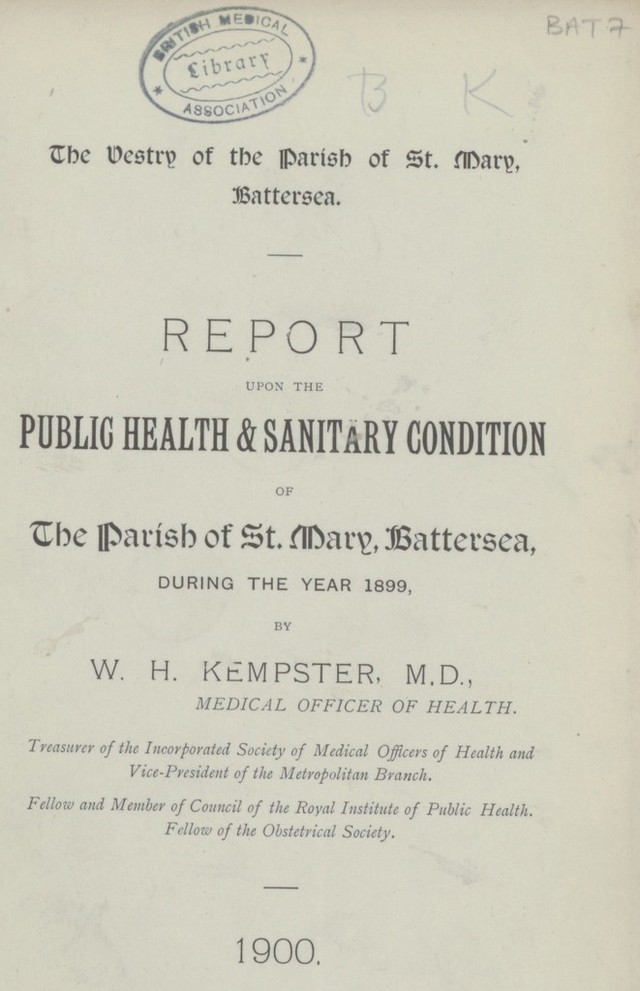 BAT 7
BRITISH MEDICAL
Library
ASSOCIATION
B K
The Vestry of the Parish of St. Mary,
Battersea.
REPORT
UPON THE
PUBLIC HEALTH & SANITARY CONDITION
OF
The Parish of St. Mary, Battersea,
DURING THE YEAR 1899,
BY
W. H. KEMPSTER, M.D.,
MEDICAL OFFICER OF HEALTH.
Treasurer of the Incorporated Society of Medical Officers of Health and
Vice-President of the Metropolitan Branch.
Fellow and Member of Council of the Royal Institute of Public Health.
Fellow of the Obstetrical Society.
1900.